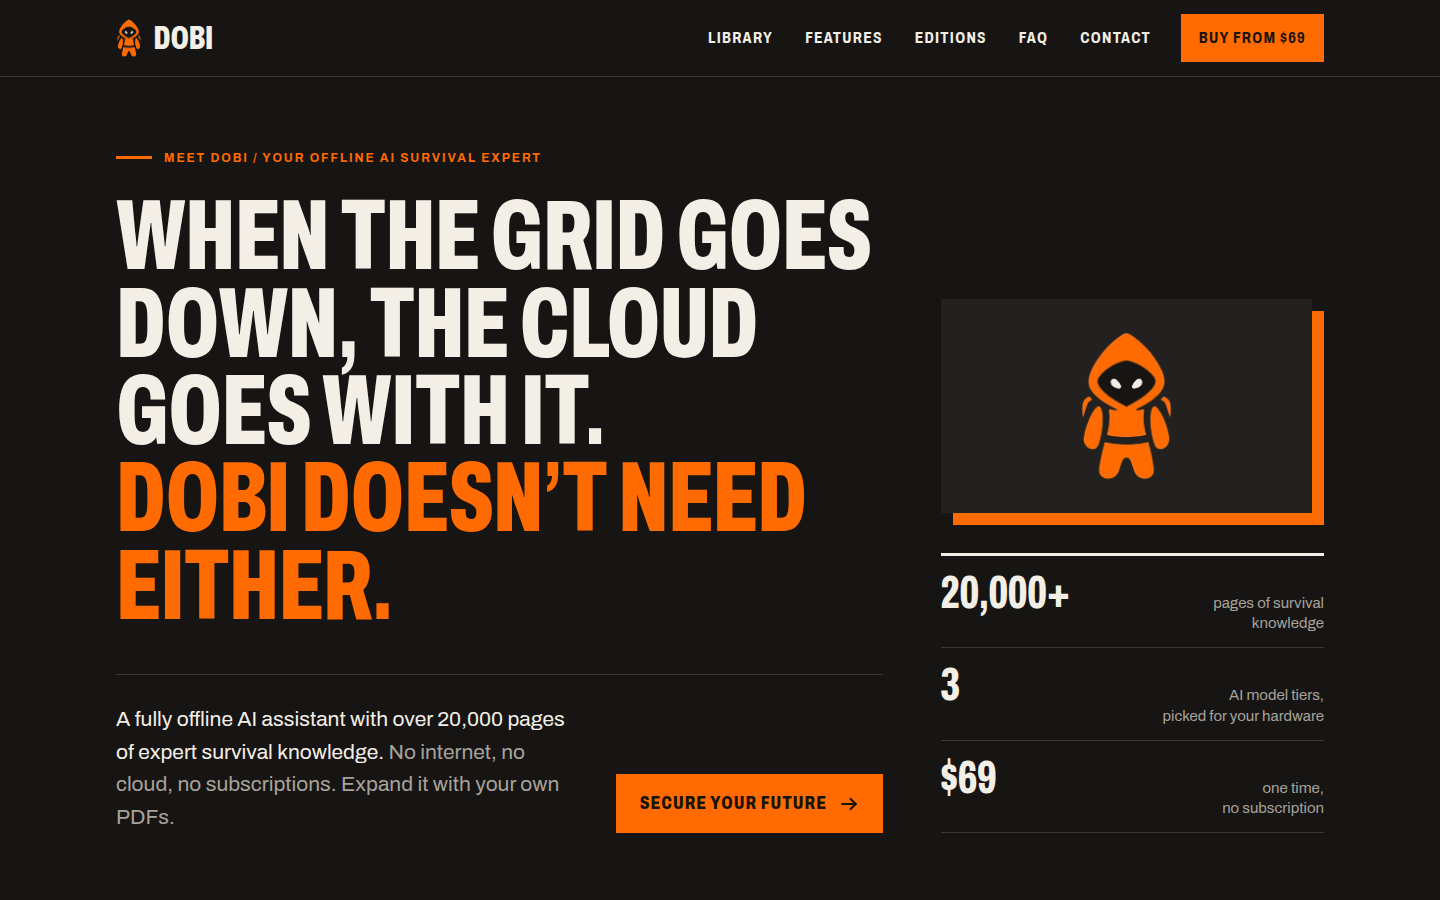 DOBI
LIBRARY
FEATURES
EDITIONS
FAQ
CONTACT
BUY FROM $69
MEET DOBI / YOUR OFFLINE AI SURVIVAL EXPERT
WHEN THE GRID GOES
DOWN, THE CLOUD
GOES WITH IT.
DOBI DOESN’T NEED
EITHER.
A fully offline AI assistant with over 20,000 pages
of expert survival knowledge. No internet, no
cloud, no subscriptions. Expand it with your own
PDFs.
SECURE YOUR FUTURE →
20,000+
pages of survival
knowledge
3
AI model tiers,
picked for your hardware
$69
one time,
no subscription